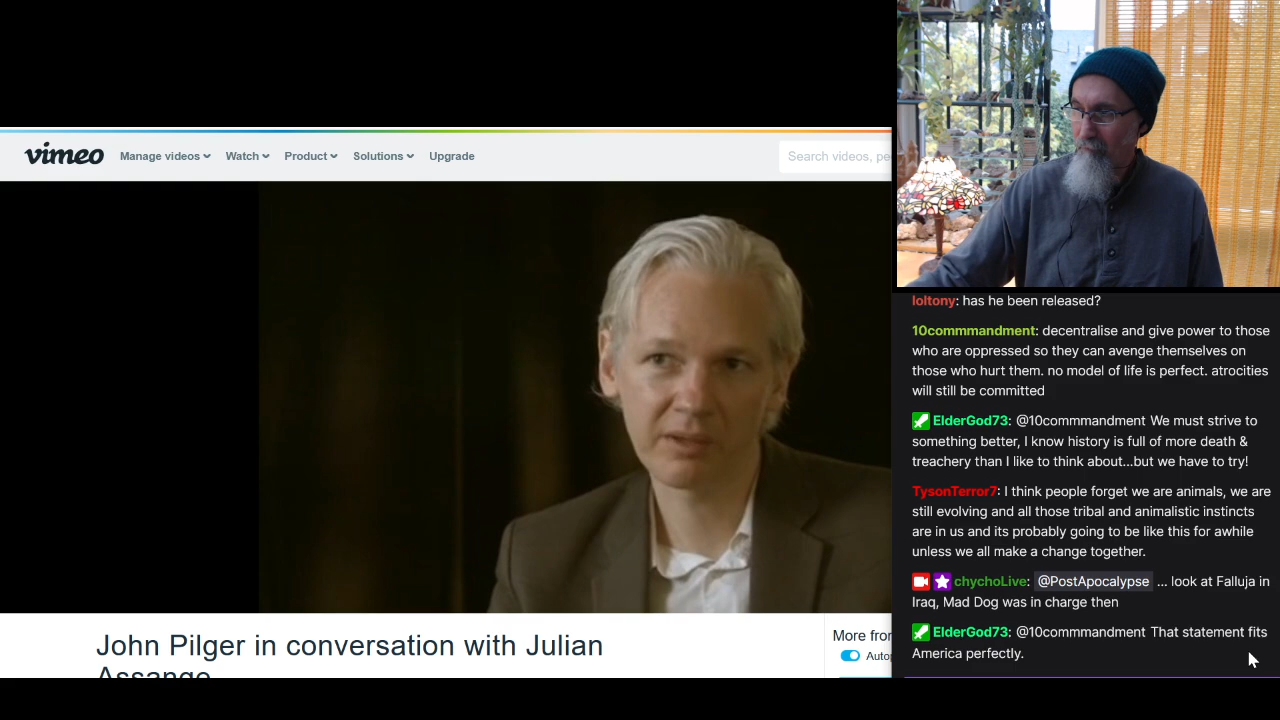 vimeo Manage videos Watch Product Solutions Upgrade Search videos, pe
John Pilger in conversation with Julian
Assange
More from
Autop
loltony: has he been released?
10commmandment: decentralise and give power to those
who are oppressed so they can avenge themselves on
those who hurt them. no model of life is perfect. atrocities
will still be committed
ElderGod73: @10commmandment We must strive to
something better, I know history is full of more death &
treachery than I like to think about...but we have to try!
TysonTerror7: I think people forget we are animals, we are
still evolving and all those tribal and animalistic instincts
are in us and its probably going to be like this for awhile
unless we all make a change together.
chychoLive: @PostApocalypse ... look at Falluja in
Iraq, Mad Dog was in charge then
ElderGod73: @10commmandment That statement fits
America perfectly.